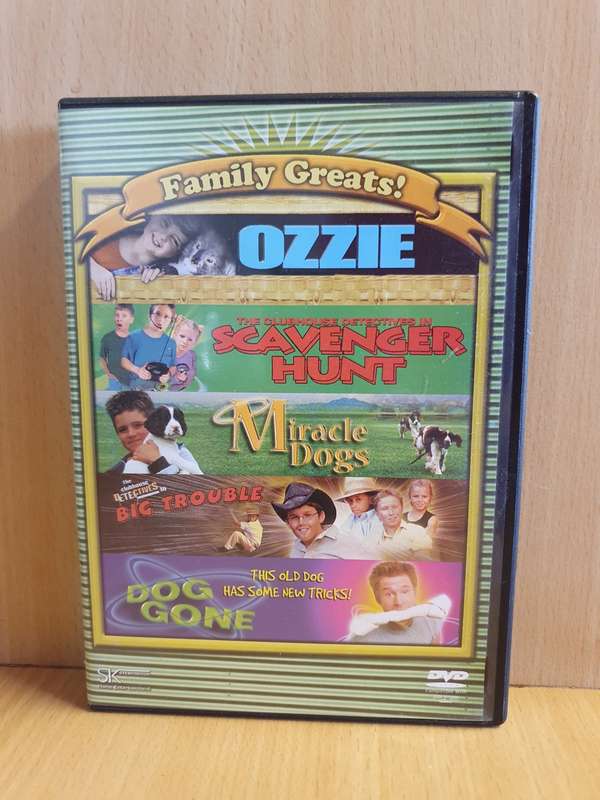 Family Greats!
OZZIE
THE CLUBHOUSE DETECTIVES IN
SCAVENGER
HUNT
Miracle
Dogs
the
clubhouse
DETECTIVES in
BIG TROUBLE
DOG
GONE
THIS OLD DOG
HAS SOME NEW TRICKS!
SK
DVD